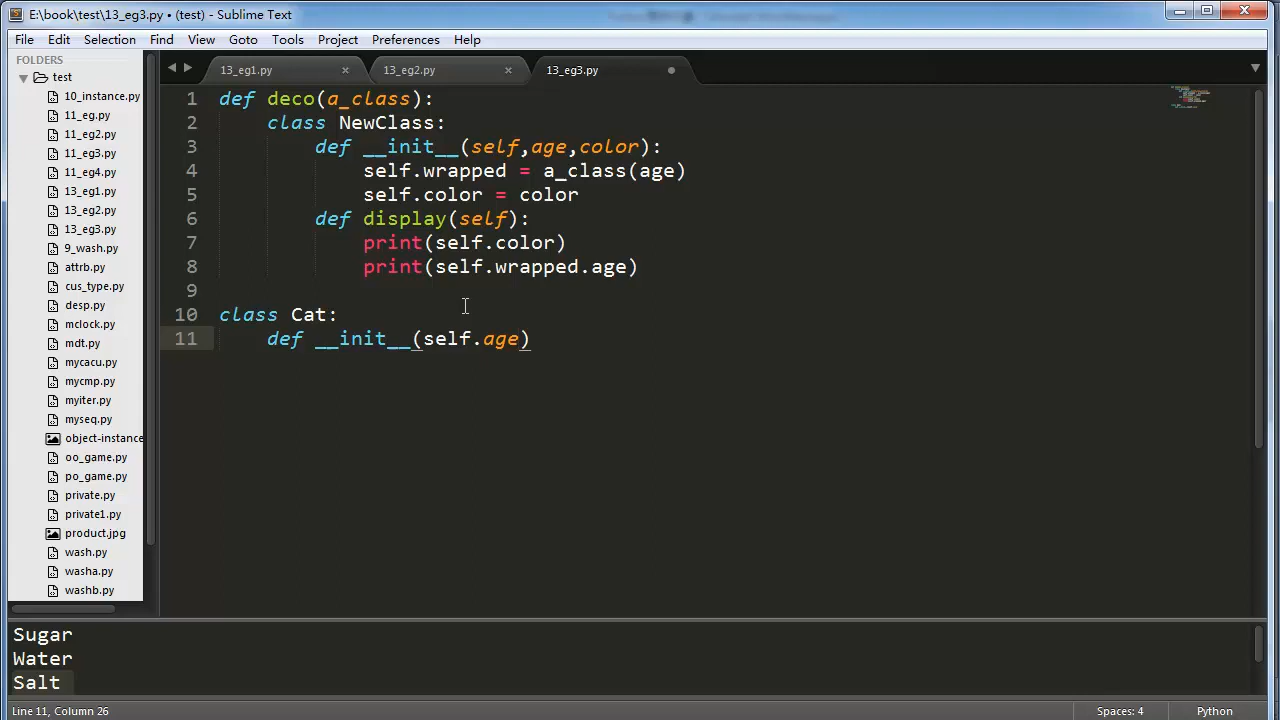 E:\book\test\13_eg3.py • (test) - Sublime Text
File Edit Selection Find View Goto Tools Project Preferences Help
FOLDERS
test
10_instance.py
11_eg.py
11_eg2.py
11_eg3.py
11_eg4.py
13_eg1.py
13_eg2.py
13_eg3.py
9_wash.py
attrb.py
cus_type.py
desp.py
mclock.py
mdt.py
mycacu.py
mycmp.py
myiter.py
myseq.py
object-instance
oo_game.py
po_game.py
private.py
private1.py
product.jpg
wash.py
washa.py
washb.py
13_eg1.py 13_eg2.py 13_eg3.py
1 def deco(a_class):
2 class NewClass:
3 def __init__(self,age,color):
4 self.wrapped = a_class(age)
5 self.color = color
6 def display(self):
7 print(self.color)
8 print(self.wrapped.age)
9
10 class Cat:
11 def __init__(self.age)
Sugar
Water
Salt
Line 11, Column 26 Spaces: 4 Python